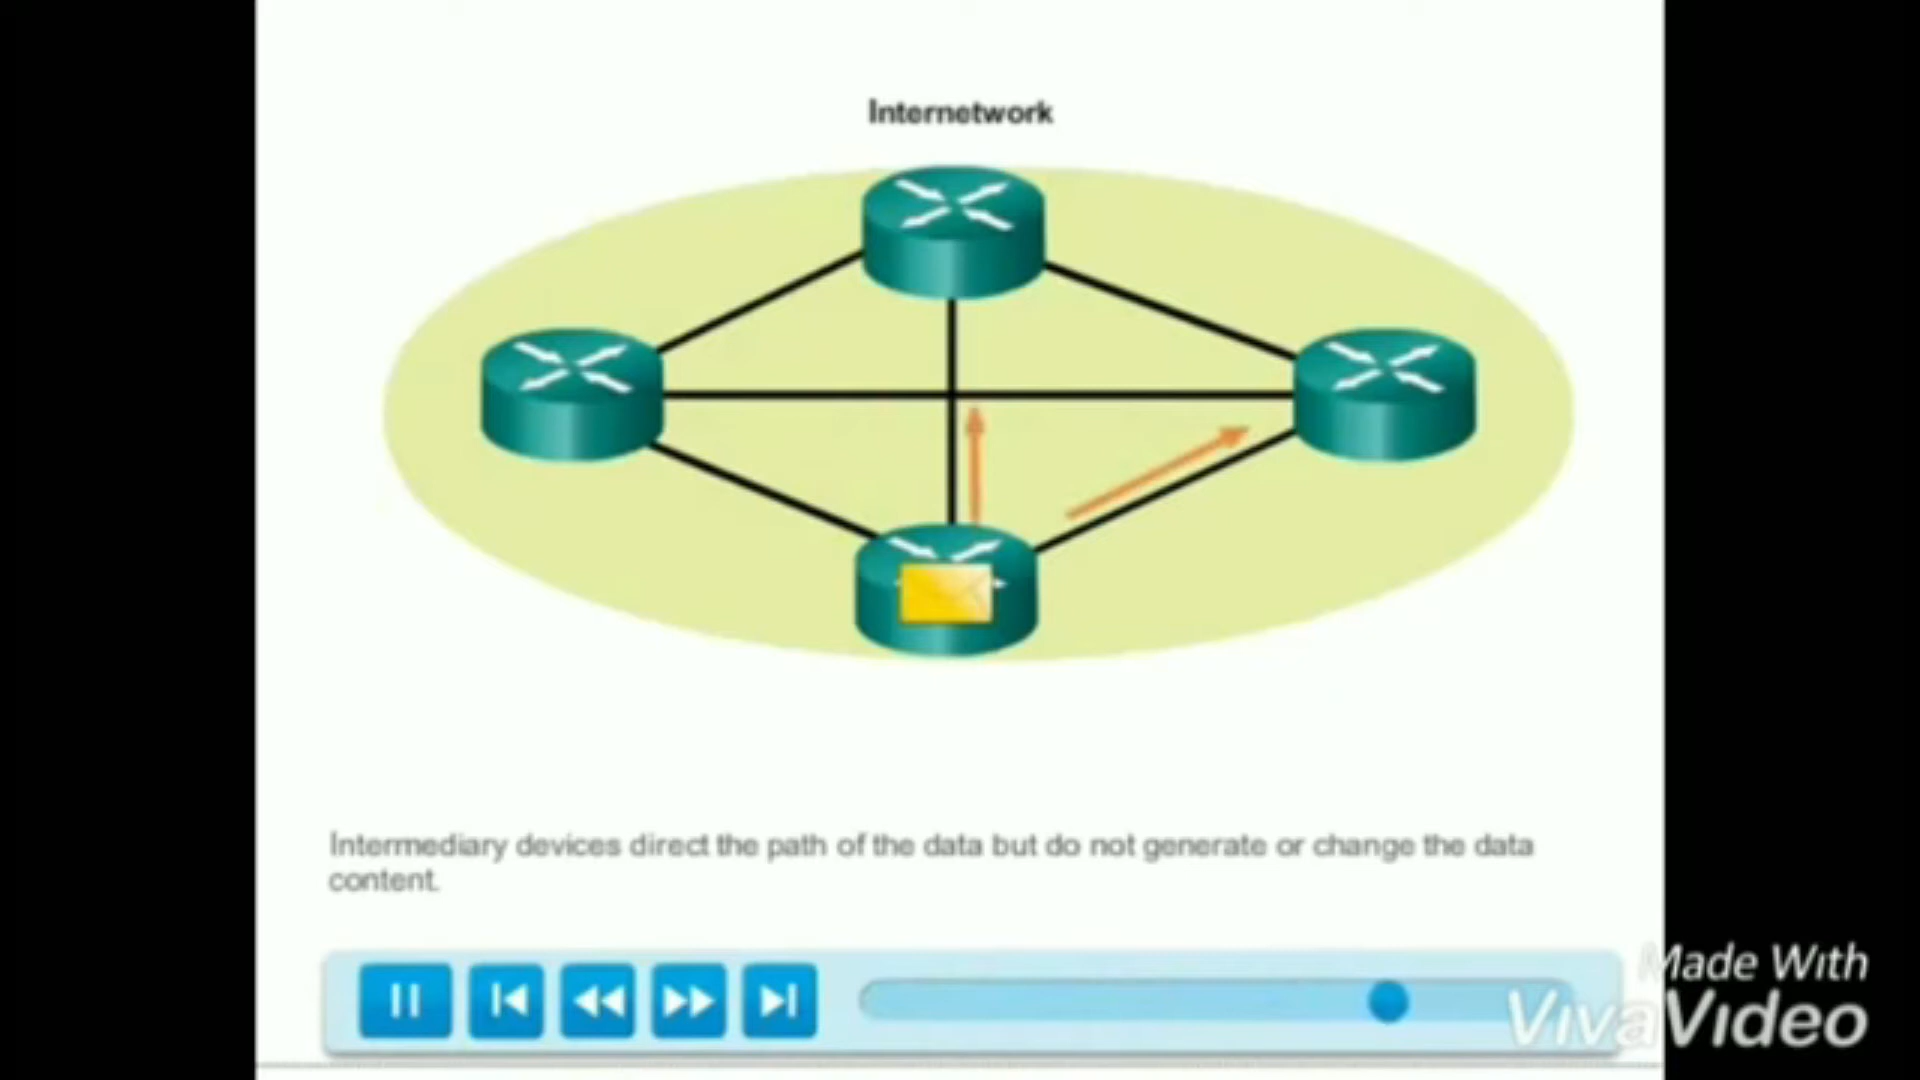 Internetwork
Intermediary devices direct the path of the data but do not generate or change the data
content.
Made With
VivaVideo